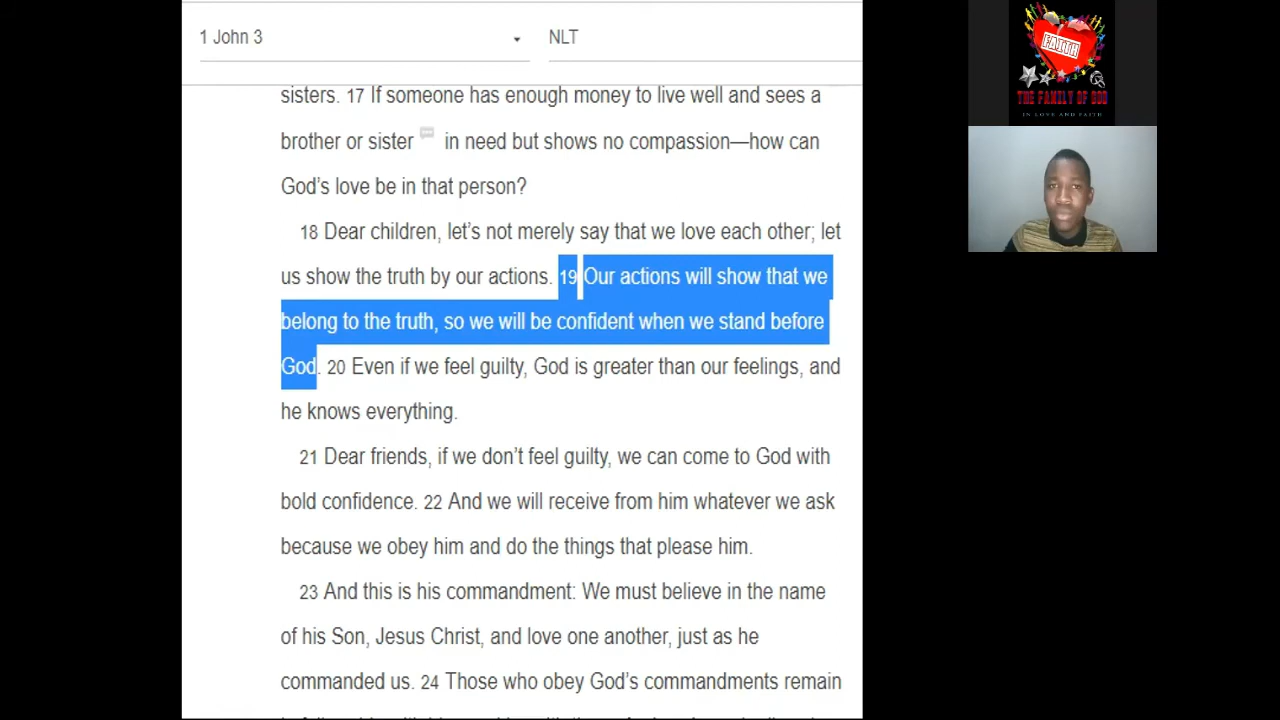 1 John 3
NLT
sisters. 17 If someone has enough money to live well and sees a
brother or sister in need but shows no compassion—how can
God's love be in that person?
18 Dear children, let's not merely say that we love each other; let
us show the truth by our actions. 19 Our actions will show that we
belong to the truth, so we will be confident when we stand before
God. 20 Even if we feel guilty, God is greater than our feelings, and
he knows everything.
21 Dear friends, if we don't feel guilty, we can come to God with
bold confidence. 22 And we will receive from him whatever we ask
because we obey him and do the things that please him.
23 And this is his commandment: We must believe in the name
of his Son, Jesus Christ, and love one another, just as he
commanded us. 24 Those who obey God's commandments remain
FAITH
THE FAMILY OF GOD
IN LOVE AND FAITH